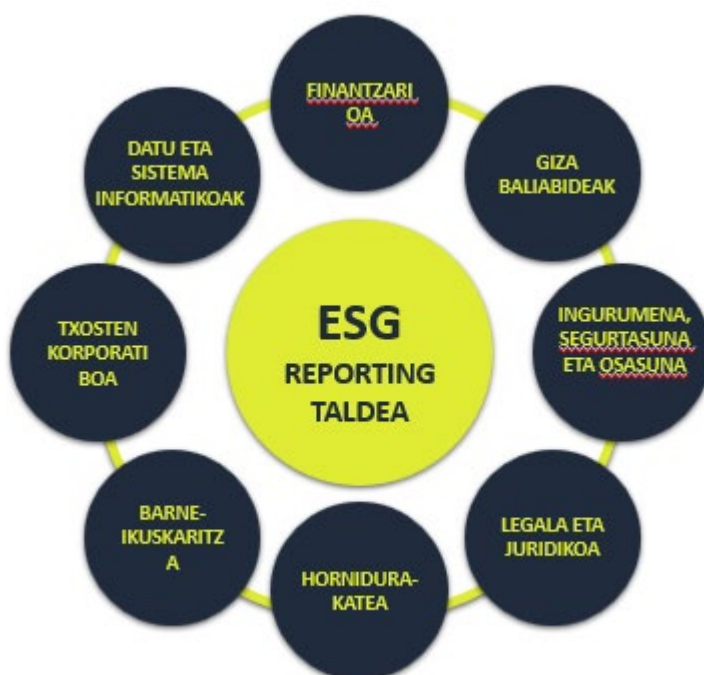 FINANTZARI
OA
GIZA
BALIABIDEAK
INGURUMENA,
SEGURTASUNA
ETA OSASUNA
LEGALA ETA
JURIDIKOA
HORNIDURA-
KATEA
BARNE-
IKUSKARITZ
A
TXOSTEN
KORPORATI
BOA
DATU ETA
SISTEMA
INFORMATIKOAK
ESG
REPORTING
TALDEA